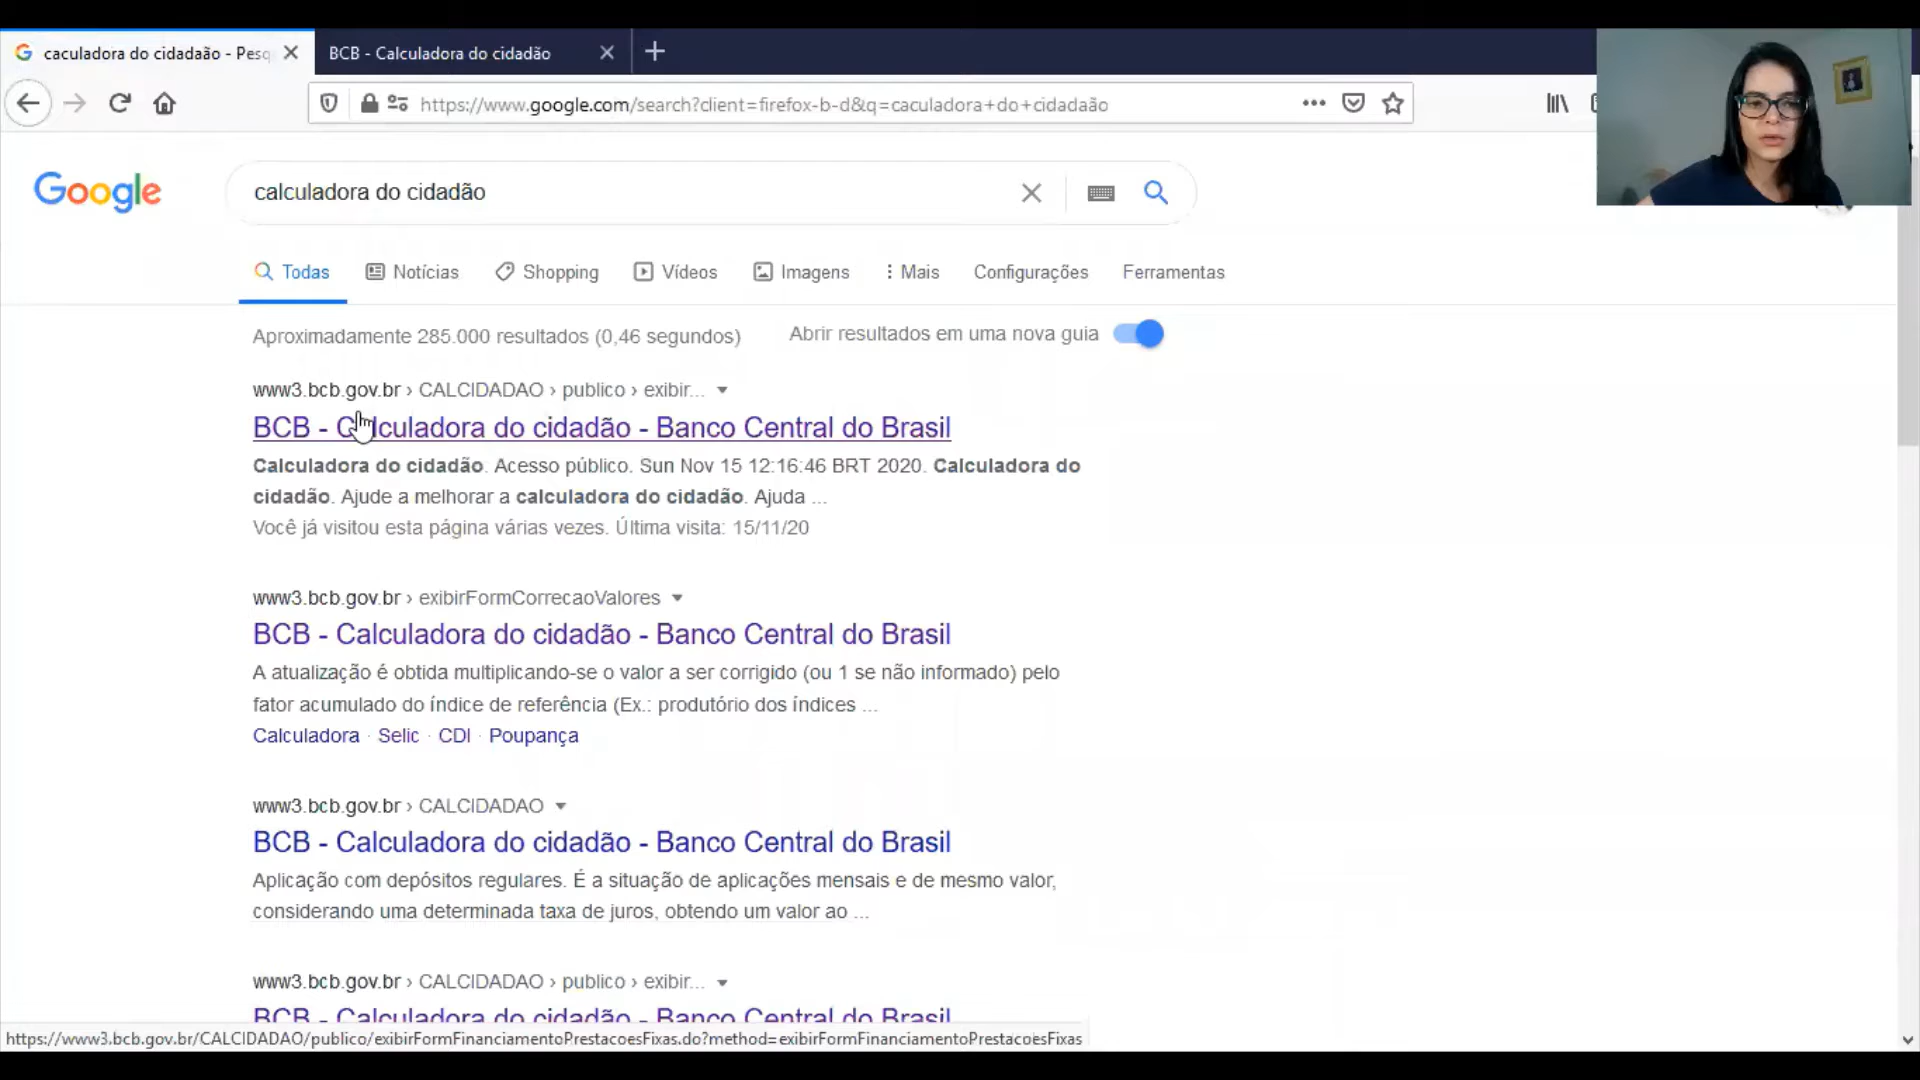 caculadora do cidadaão - Pesq
BCB - Calculadora do cidadão
https://www.google.com/search?client=firefox-b-d&q=caculadora+do+cidadaão
Google
calculadora do cidadão
Todas Notícias Shopping Vídeos Imagens Mais Configurações Ferramentas
Aproximadamente 285.000 resultados (0,46 segundos) Abrir resultados em uma nova guia
www3.bcb.gov.br › CALCIDADAO › publico › exibir...
BCB - Calculadora do cidadão - Banco Central do Brasil
Calculadora do cidadão. Acesso público. Sun Nov 15 12:16:46 BRT 2020. Calculadora do
cidadão. Ajude a melhorar a calculadora do cidadão. Ajuda ...
Você já visitou esta página várias vezes. Última visita: 15/11/20
www3.bcb.gov.br › exibirFormCorrecaoValores
BCB - Calculadora do cidadão - Banco Central do Brasil
A atualização é obtida multiplicando-se o valor a ser corrigido (ou 1 se não informado) pelo
fator acumulado do índice de referência (Ex.: produtório dos índices ...
Calculadora · Selic · CDI · Poupança
www3.bcb.gov.br › CALCIDADAO
BCB - Calculadora do cidadão - Banco Central do Brasil
Aplicação com depósitos regulares. É a situação de aplicações mensais e de mesmo valor,
considerando uma determinada taxa de juros, obtendo um valor ao ...
www3.bcb.gov.br › CALCIDADAO › publico › exibir...
BCB - Calculadora do cidadão - Banco Central do Brasil
https://www3.bcb.gov.br/CALCIDADAO/publico/exibirFormFinanciamentoPrestacoesFixas.do?method=exibirFormFinanciamentoPrestacoesFixas